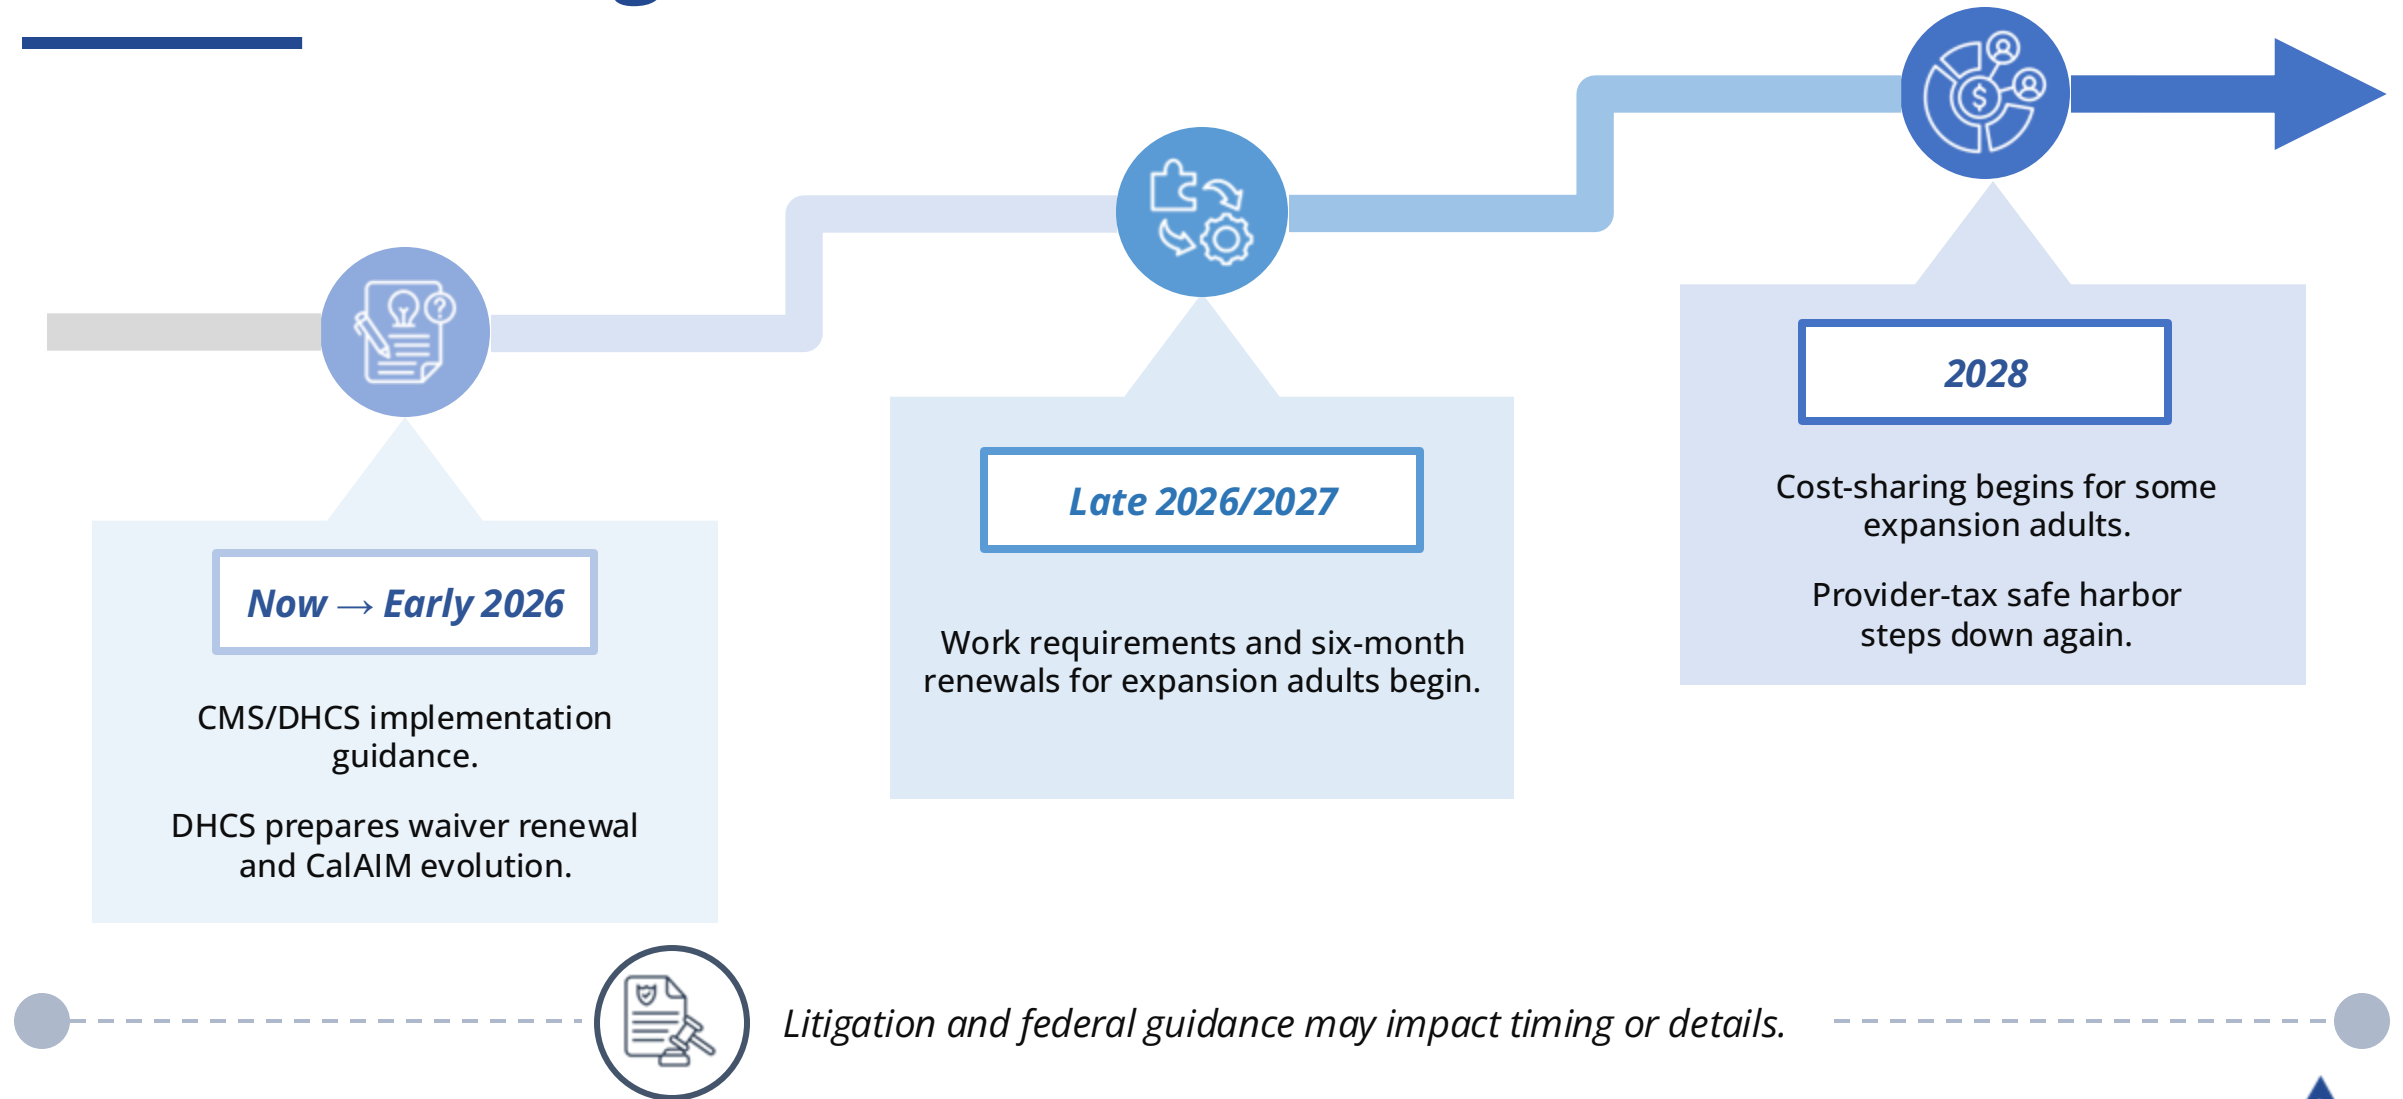 Now → Early 2026
CMS/DHCS implementation
guidance.
DHCS prepares waiver renewal
and CalAIM evolution.
Late 2026/2027
Work requirements and six-month
renewals for expansion adults begin.
2028
Cost-sharing begins for some
expansion adults.
Provider-tax safe harbor
steps down again.
Litigation and federal guidance may impact timing or details.